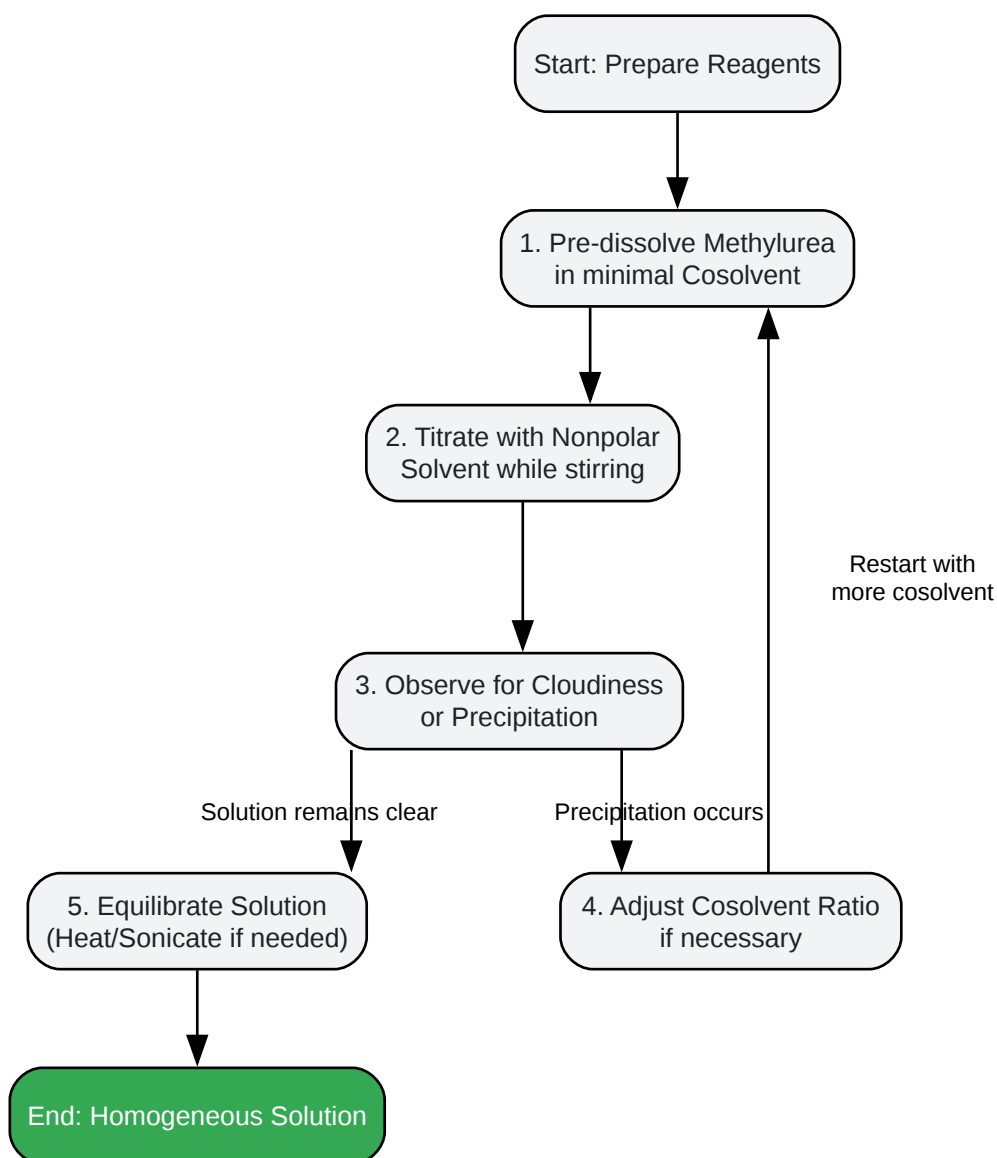 Start: Prepare Reagents
1. Pre-dissolve Methylurea
in minimal Cosolvent
2. Titrate with Nonpolar
Solvent while stirring
Restart with
more cosolvent
3. Observe for Cloudiness
or Precipitation
Solution remains clear
Precipitation occurs
5. Equilibrate Solution
(Heat/Sonicate if needed)
4. Adjust Cosolvent Ratio
if necessary
End: Homogeneous Solution